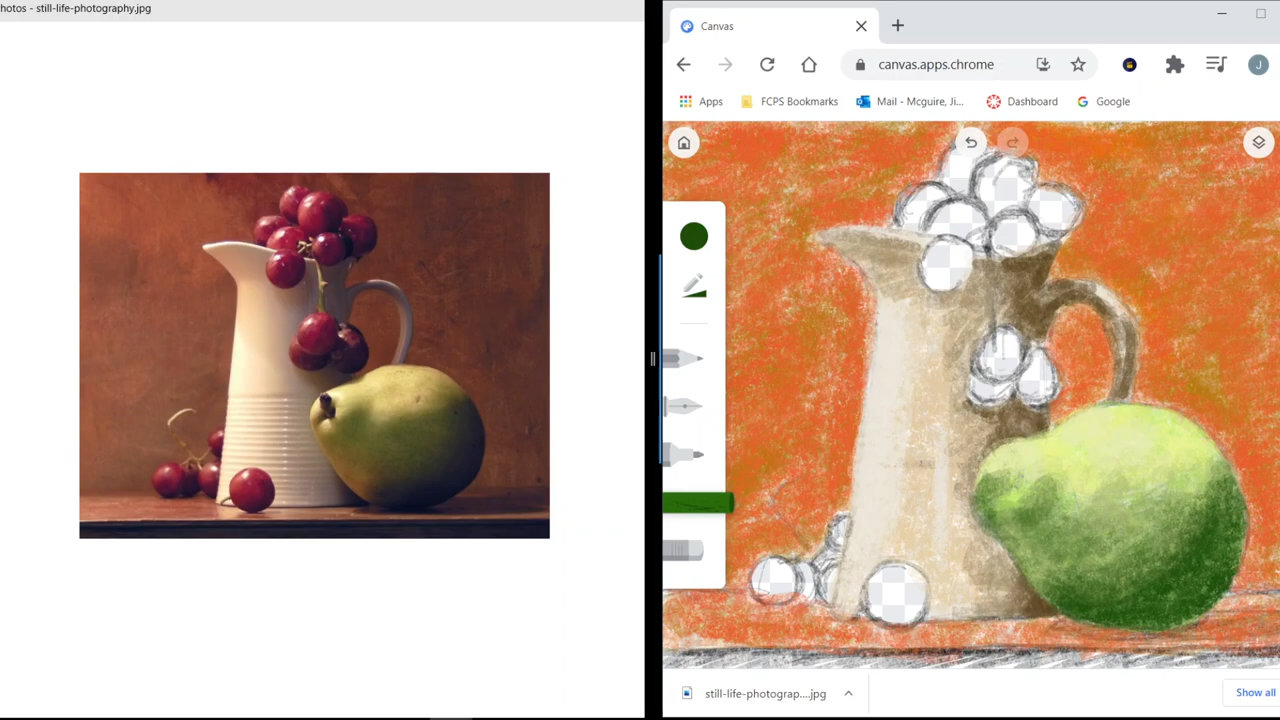 hotos - still-life-photography.jpg
Canvas
canvas.apps.chrome
J
Apps
FCPS Bookmarks
Mail - Mcguire, Ji...
Dashboard
Google
still-life-photograp....jpg
Show all